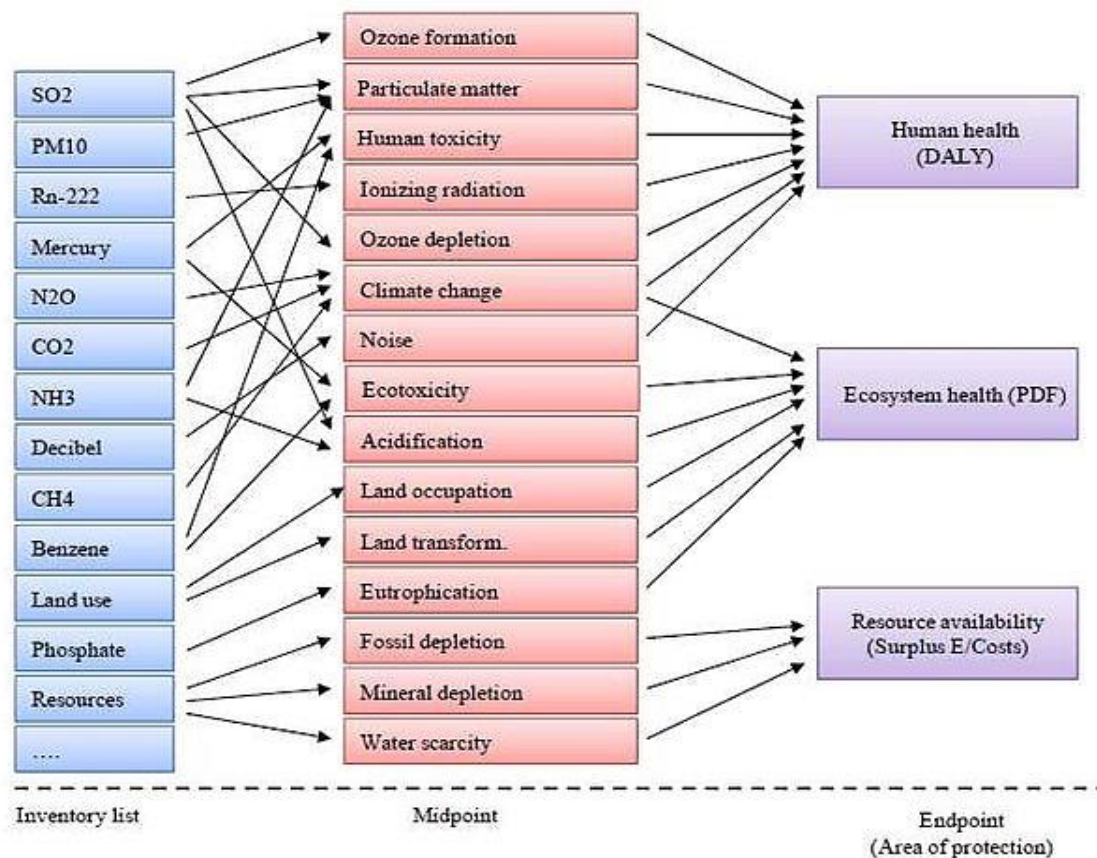 SO2
PM10
Rn-222
Mercury
N2O
CO2
NH3
Decibel
CH4
Benzene
Land use
Phosphate
Resources
....
Inventory list
Ozone formation
Particulate matter
Human toxicity
Ionizing radiation
Ozone depletion
Climate change
Noise
Ecotoxicity
Acidification
Land occupation
Land transform.
Eutrophication
Fossil depletion
Mineral depletion
Water scarcity
Midpoint
Human health
(DALY)
Ecosystem health (PDF)
Resource availability
(Surplus E/Costs)
Endpoint
(Area of protection)